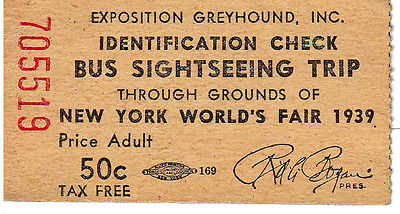 705519
EXPOSITION GREYHOUND, INC.
IDENTIFICATION CHECK
BUS SIGHTSEEING TRIP
THROUGH GROUNDS OF
NEW YORK WORLD'S FAIR 1939
Price Adult
50c
169
TAX FREE
PRES.